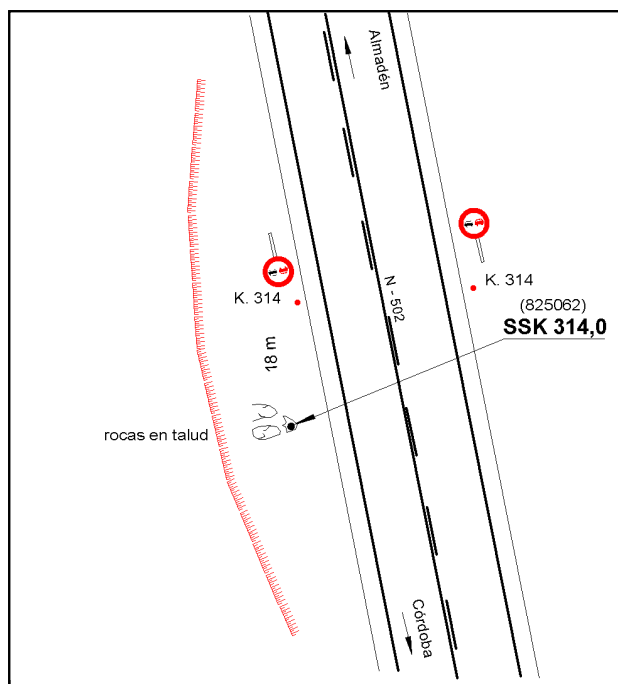 Almadén
K. 314
K. 314
N - 502
(825062)
SSK 314,0
18 m
rocas en talud
Córdoba